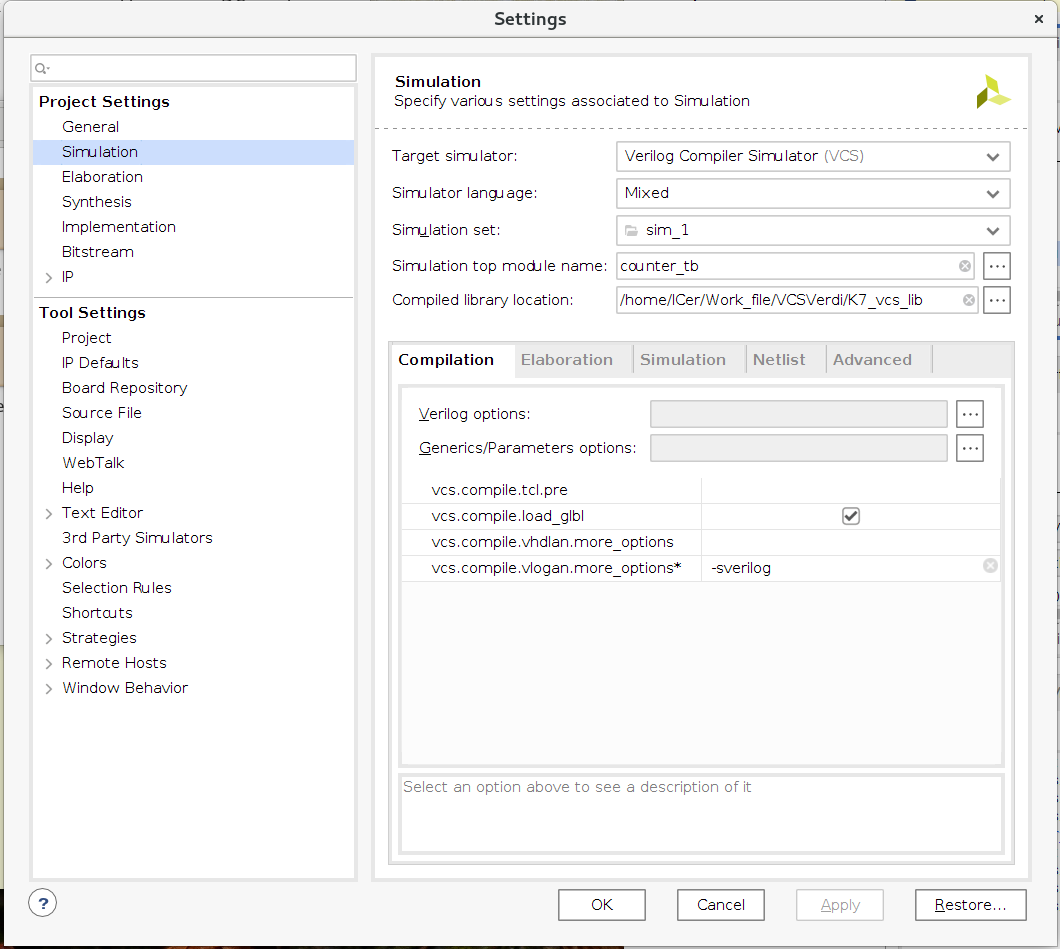 Settings
Project Settings
General
Simulation
Elaboration
Synthesis
Implementation
Bitstream
IP
Tool Settings
Project
IP Defaults
Board Repository
Source File
Display
WebTalk
Help
Text Editor
3rd Party Simulators
Colors
Selection Rules
Shortcuts
Strategies
Remote Hosts
Window Behavior
Simulation
Specify various settings associated to Simulation
Target simulator: Verilog Compiler Simulator (VCS)
Simulator language: Mixed
Simulation set: sim_1
Simulation top module name: counter_tb
Compiled library location: /home/ICer/Work_file/VCSVerdi/K7_vcs_lib
Compilation Elaboration Simulation Netlist Advanced
Verilog options:
Generics/Parameters options:
vcs.compile.tcl.pre
vcs.compile.load_glbl
vcs.compile.vhdlan.more_options
vcs.compile.vlogan.more_options* -sverilog
Select an option above to see a description of it
? OK Cancel Apply Restore...